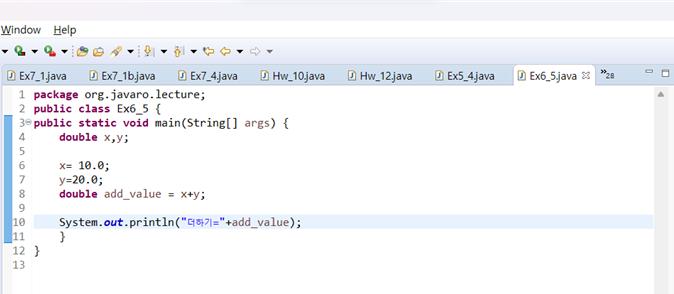 Window Help
Ex7_1.java Ex7_1b.java Ex7_4.java Hw_10.java Hw_12.java Ex5_4.java Ex6_5.java »28
1 package org.javaro.lecture;
2 public class Ex6_5 {
3 public static void main(String[] args) {
4 double x,y;
5
6 x= 10.0;
7 y=20.0;
8 double add_value = x+y;
9
10 System.out.println("더하기="+add_value);
11 }
12 }
13